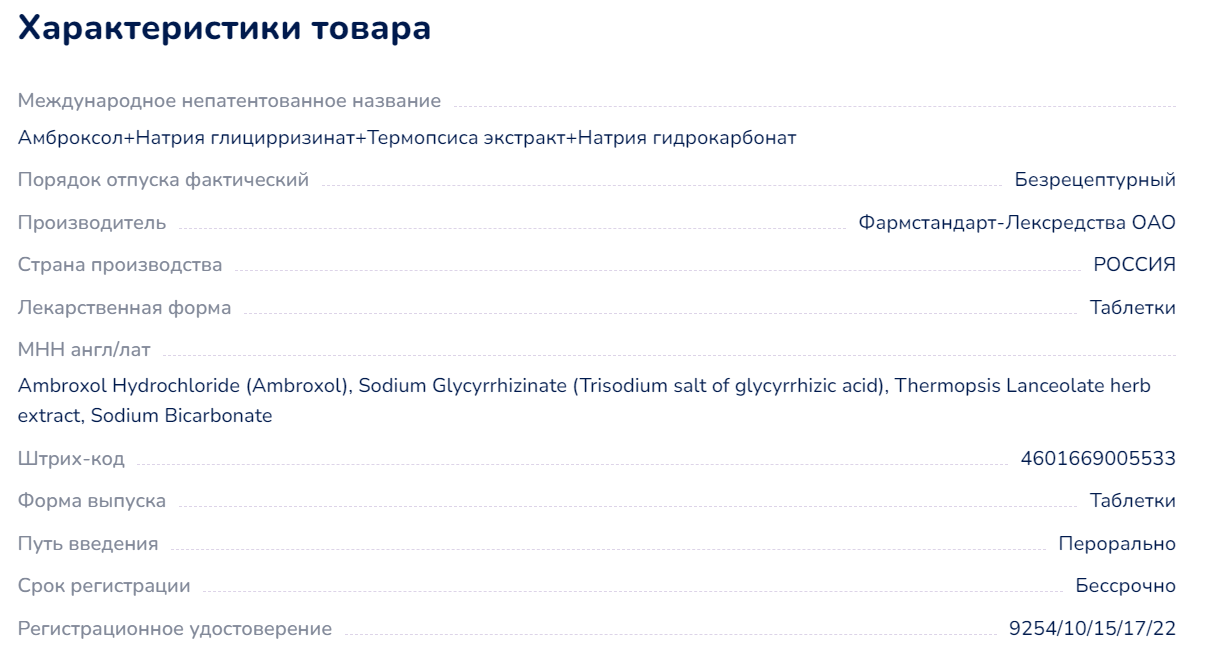 Характеристики товара
Международное непатентованное название
Амброксол+Натрия глицирризинат+Термопсиса экстракт+Натрия гидрокарбонат
Порядок отпуска фактический Безрецептурный
Производитель Фармстандарт-Лексредства ОАО
Страна производства РОССИЯ
Лекарственная форма Таблетки
МНН англ/лат
Ambroxol Hydrochloride (Ambroxol), Sodium Glycyrrhizinate (Trisodium salt of glycyrrhizic acid), Thermopsis Lanceolate herb
extract, Sodium Bicarbonate
Штрих-код 4601669005533
Форма выпуска Таблетки
Путь введения Перорально
Срок регистрации Бессрочно
Регистрационное удостоверение 9254/10/15/17/22